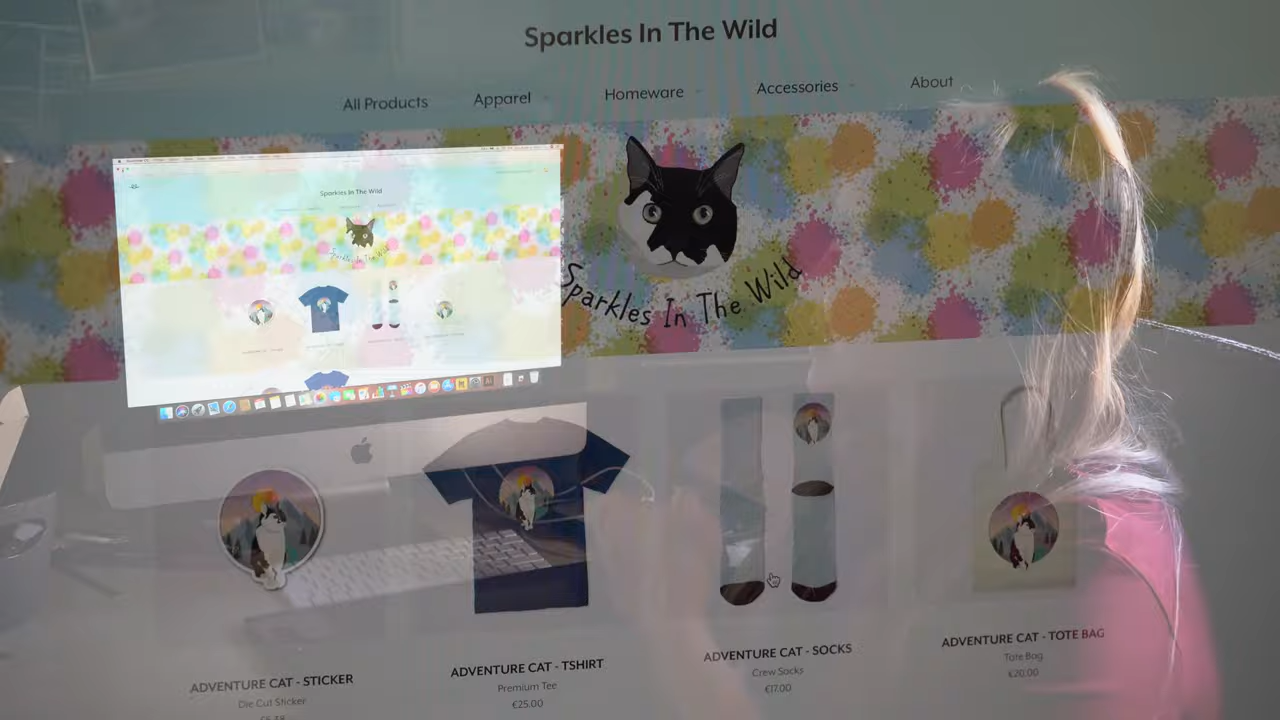 Sparkles In The Wild
All Products Apparel Homeware Accessories About
Sparkles In The Wild
Sparkles In The Wild
ADVENTURE CAT - STICKER
Die Cut Sticker
ADVENTURE CAT - TSHIRT
Premium Tee
€25.00
ADVENTURE CAT - SOCKS
Crew Socks
€17.00
ADVENTURE CAT - TOTE BAG
Tote Bag
€20.00